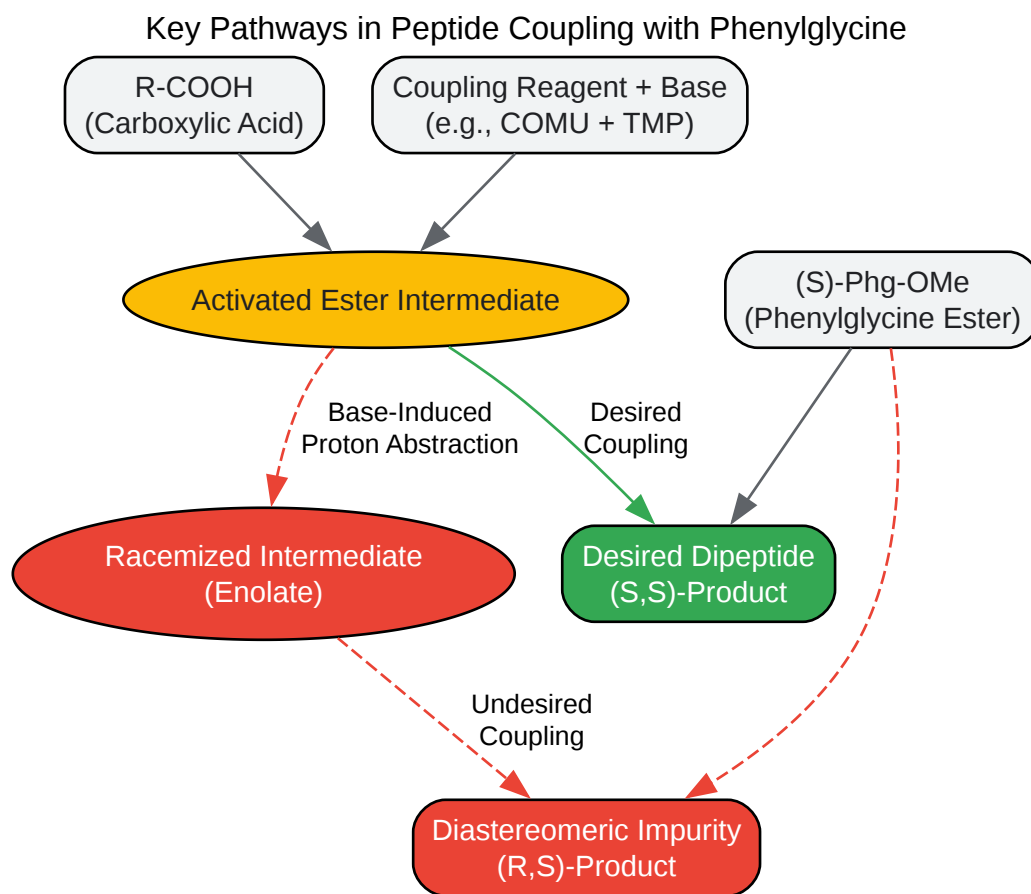 Key Pathways in Peptide Coupling with Phenylglycine
R-COOH
(Carboxylic Acid)
Coupling Reagent + Base
(e.g., COMU + TMP)
Activated Ester Intermediate
(S)-Phg-OMe
(Phenylglycine Ester)
Base-Induced
Proton Abstraction
Desired
Coupling
Racemized Intermediate
(Enolate)
Desired Dipeptide
(S,S)-Product
Undesired
Coupling
Diastereomeric Impurity
(R,S)-Product